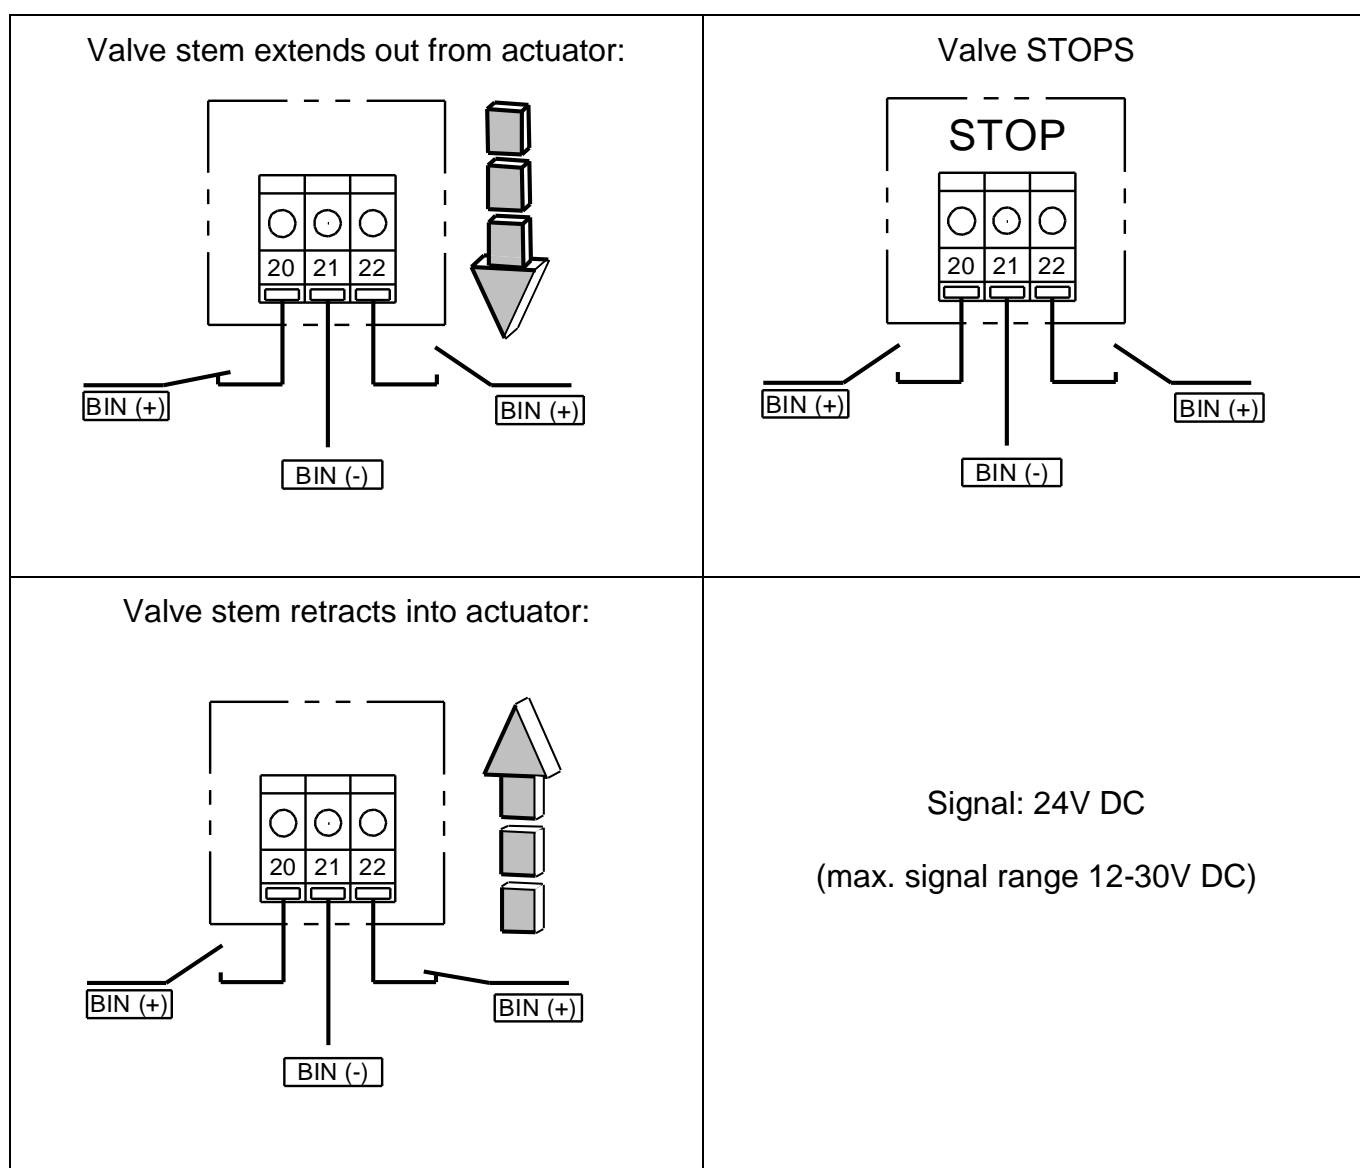 Valve stem extends out from actuator:
20 21 22
BIN (+)
BIN (+)
BIN (-)
Valve STOPS
STOP
20 21 22
BIN (+)
BIN (+)
BIN (-)
Valve stem retracts into actuator:
20 21 22
BIN (+)
BIN (+)
BIN (-)
Signal: 24V DC
(max. signal range 12-30V DC)